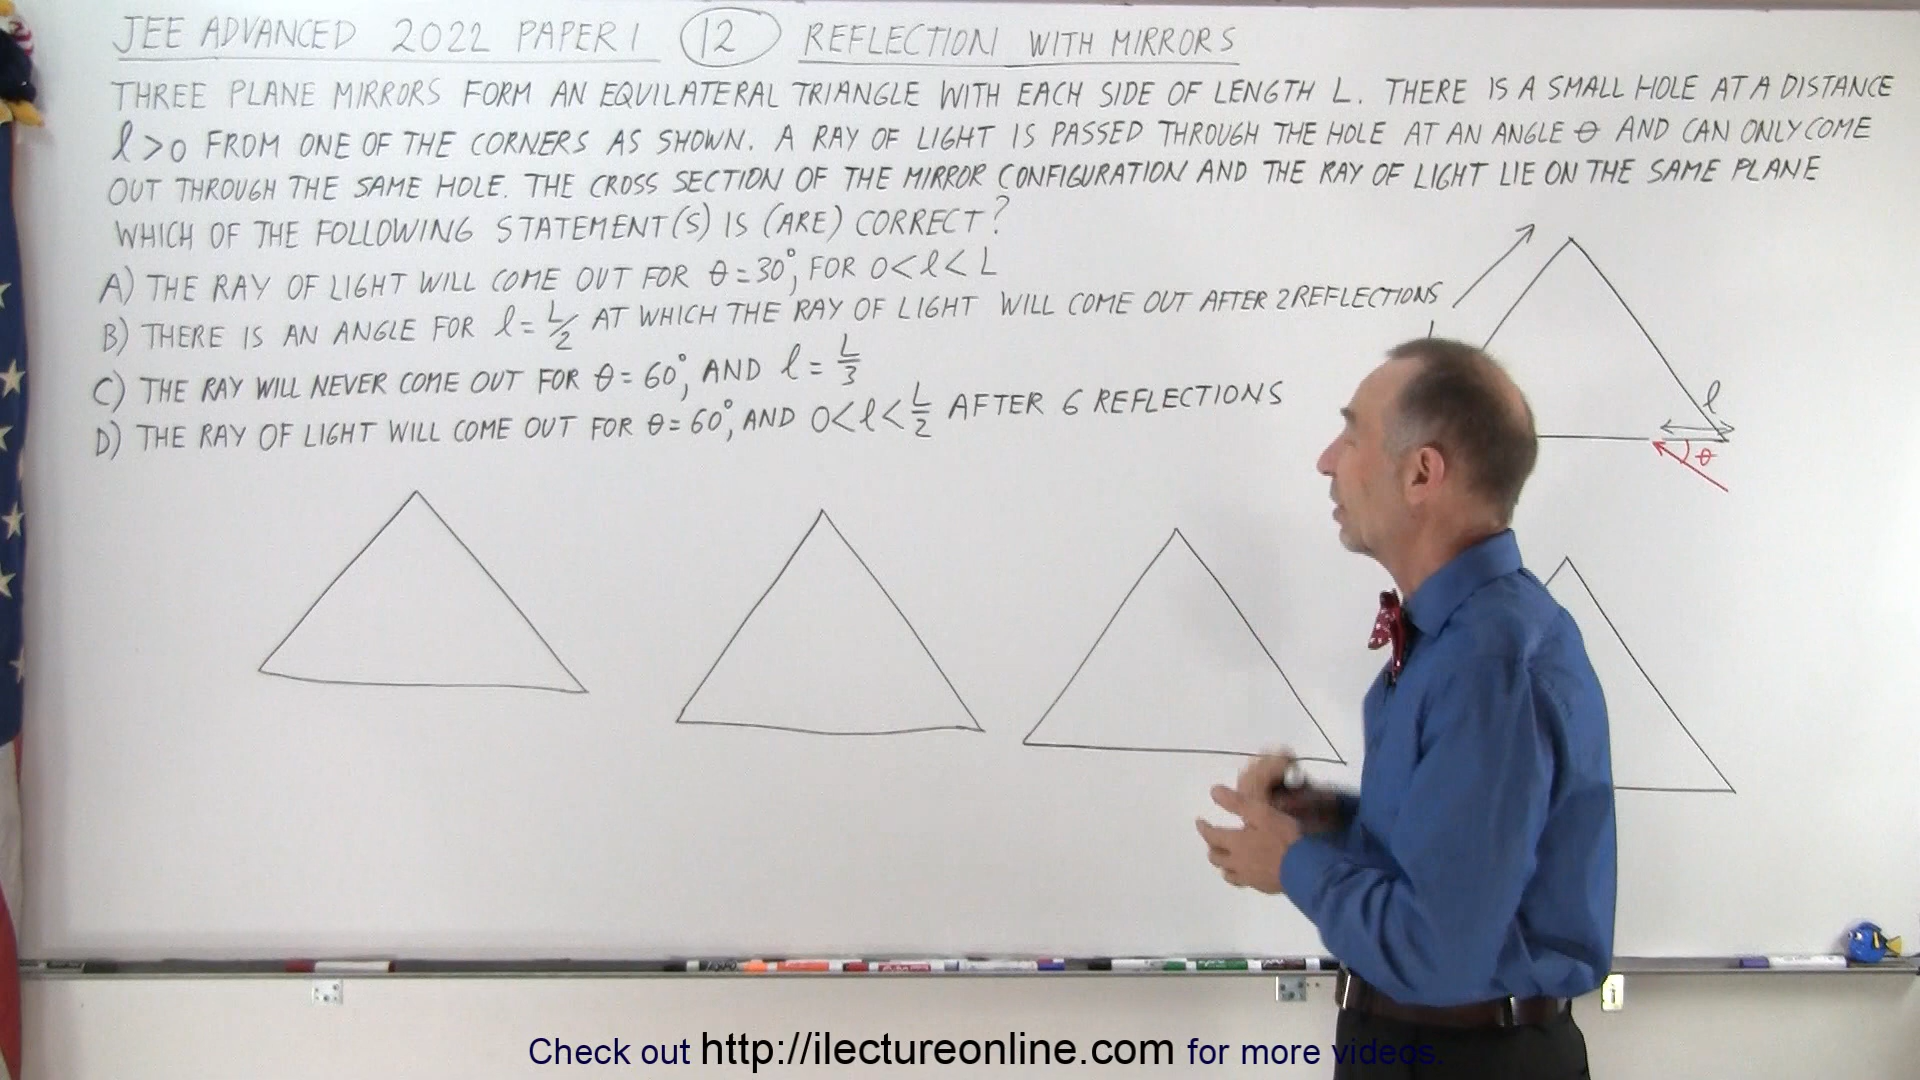 JEE ADVANCED 2022 PAPER 1 12 REFLECTION WITH MIRRORS
THREE PLANE MIRRORS FORM AN EQUILATERAL TRIANGLE WITH EACH SIDE OF LENGTH L. THERE IS A SMALL HOLE AT A DISTANCE
l>0 FROM ONE OF THE CORNERS AS SHOWN. A RAY OF LIGHT IS PASSED THROUGH THE HOLE AT AN ANGLE θ AND CAN ONLY COME
OUT THROUGH THE SAME HOLE. THE CROSS SECTION OF THE MIRROR CONFIGURATION AND THE RAY OF LIGHT LIE ON THE SAME PLANE
WHICH OF THE FOLLOWING STATEMENT(S) IS (ARE) CORRECT?
A) THE RAY OF LIGHT WILL COME OUT FOR θ=30°, FOR 0<l<L
B) THERE IS AN ANGLE FOR l=L/2 AT WHICH THE RAY OF LIGHT WILL COME OUT AFTER 2 REFLECTIONS
C) THE RAY WILL NEVER COME OUT FOR θ=60°, AND l=L/3
D) THE RAY OF LIGHT WILL COME OUT FOR θ=60°, AND 0<l<L/2 AFTER 6 REFLECTIONS
l
θ
Check out http://ilectureonline.com for more videos.